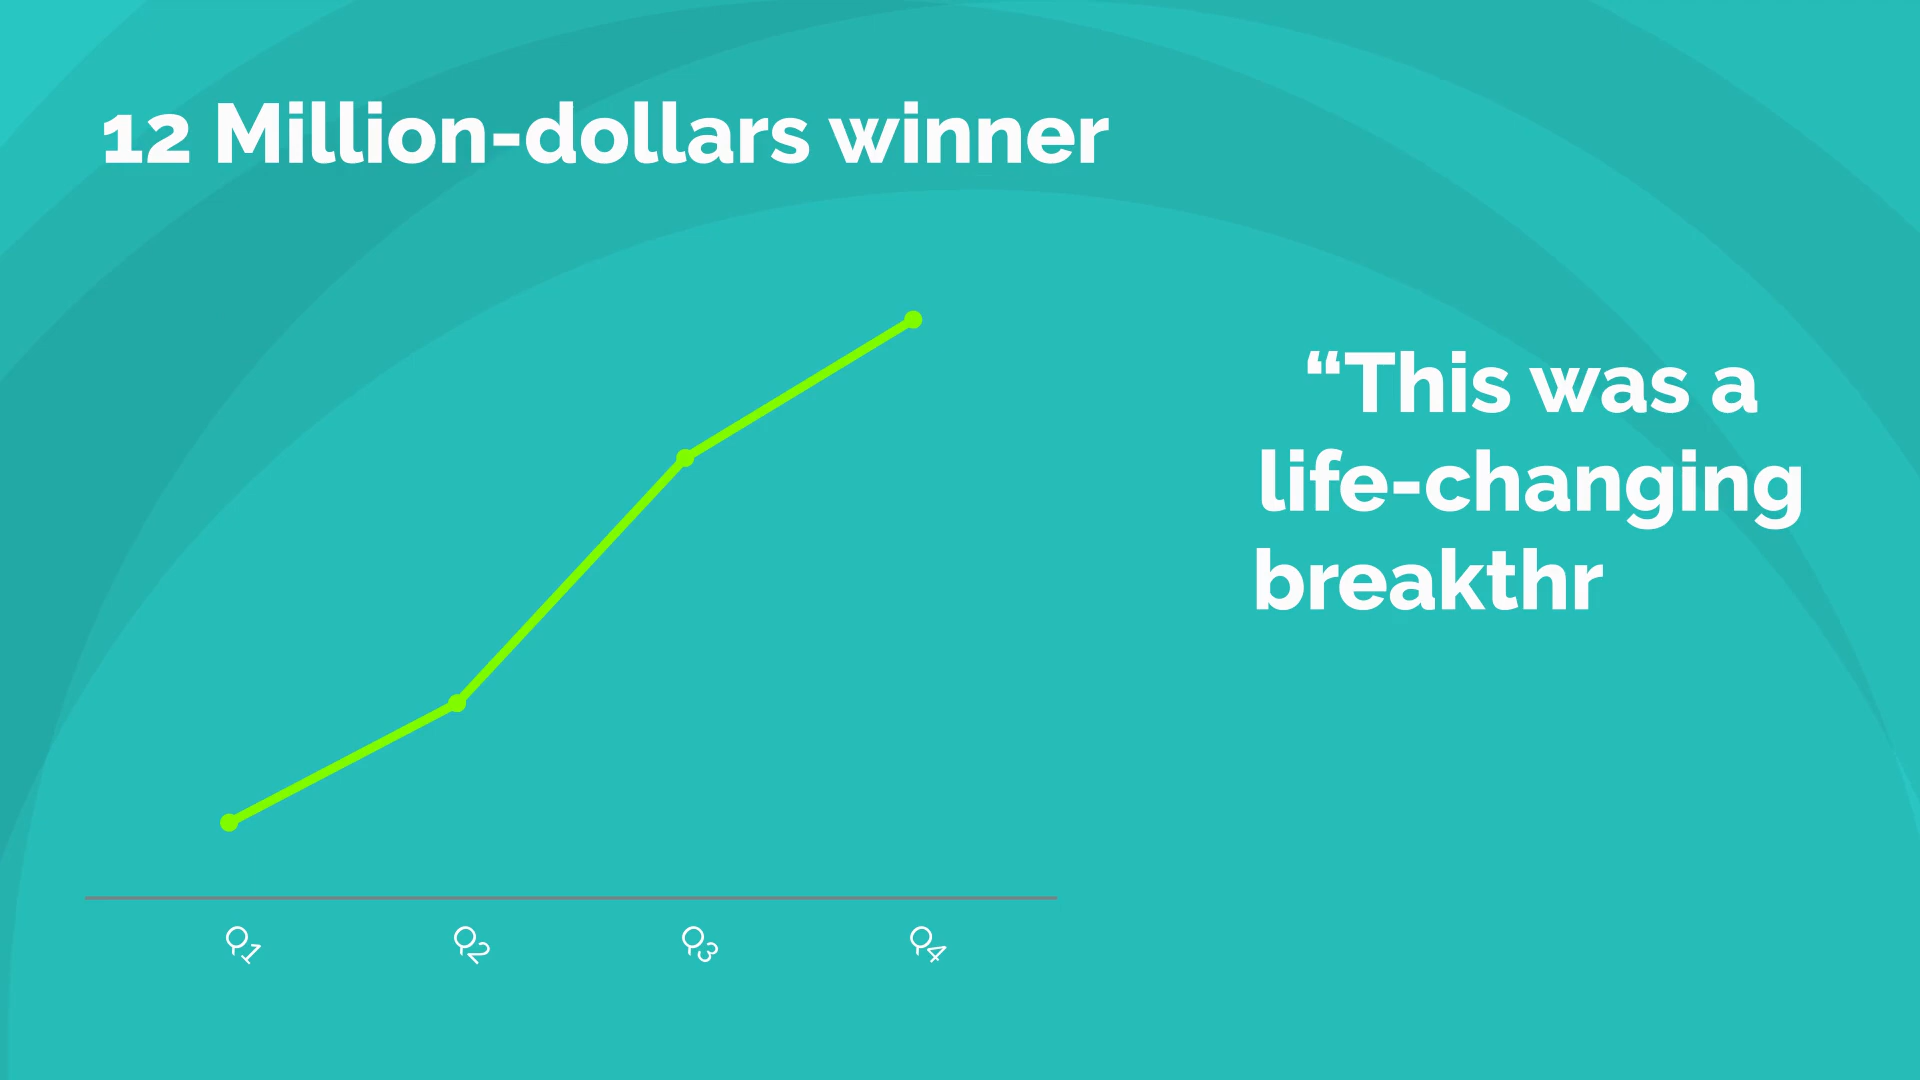 12 Million-dollars winner
“This was a
life-changing
breakthr
Q1
Q2
Q3
Q4